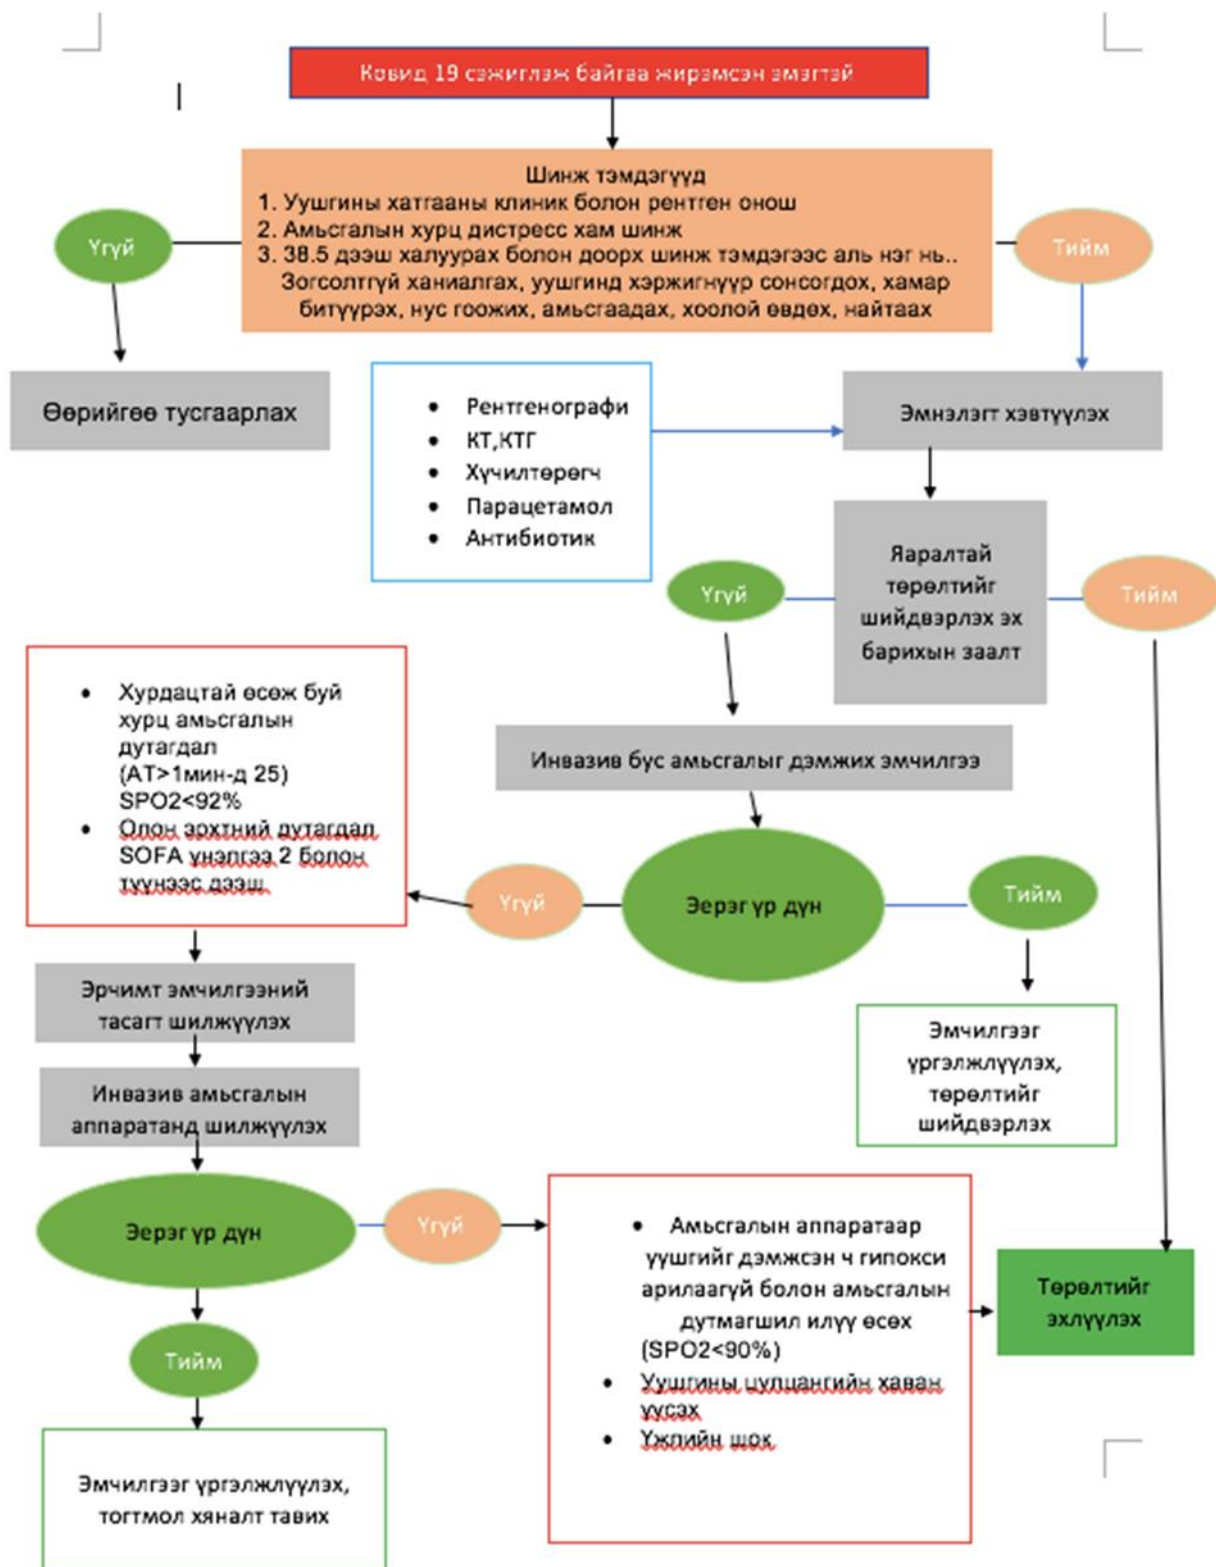 Ковид 19 сэжиглэж байгаа жирэмсэн эмэгтэй
Шинж тэмдэгүүд
1. Уушгины хатгааны клиник болон рентген онош
2. Амьсгалын хурц дистресс хам шинж
3. 38.5 дээш халуурах болон доорх шинж тэмдэгээс аль нэг нь..
Зогсолтгүй ханиалгах, уушгинд хэржигнүүр сонсогдох, хамар
битүүрэх, нус гоожих, амьсгаадах, хоолой өвдөх, найтаах
Үгүй
Тийм
Өөрийгөө тусгаарлах
• Рентгенографи
• КТ,КТГ
• Хүчилтөрөгч
• Парацетамол
• Антибиотик
Эмнэлэгт хэвтүүлэх
Яаралтай
төрөлтийг
шийдвэрлэх эх
барихын заалт
Үгүй
Тийм
Инвазив бус амьсгалыг дэмжих эмчилгээ
• Хурдацтай өсөж буй
хурц амьсгалын
дутагдал
(АТ>1мин-д 25)
SPO2<92%
• Олон эрхтний дутагдал
SOFA үнэлгээ 2 болон
түүнээс дээш
Үгүй
Эерэг үр дүн
Тийм
Эрчимт эмчилгээний
тасагт шилжүүлэх
Эмчилгээг
үргэлжлүүлэх,
төрөлтийг
шийдвэрлэх
Инвазив амьсгалын
аппаратанд шилжүүлэх
Эерэг үр дүн
Үгүй
• Амьсгалын аппаратаар
уушгийг дэмжсэн ч гипокси
арилаагүй болон амьсгалын
дутмагшил илүү өсөх
(SPO2<90%)
• Уушгины цулцангийн хаван
үүсэх
• Үжлийн шок
Төрөлтийг
эхлүүлэх
Тийм
Эмчилгээг үргэлжлүүлэх,
тогтмол хяналт тавих